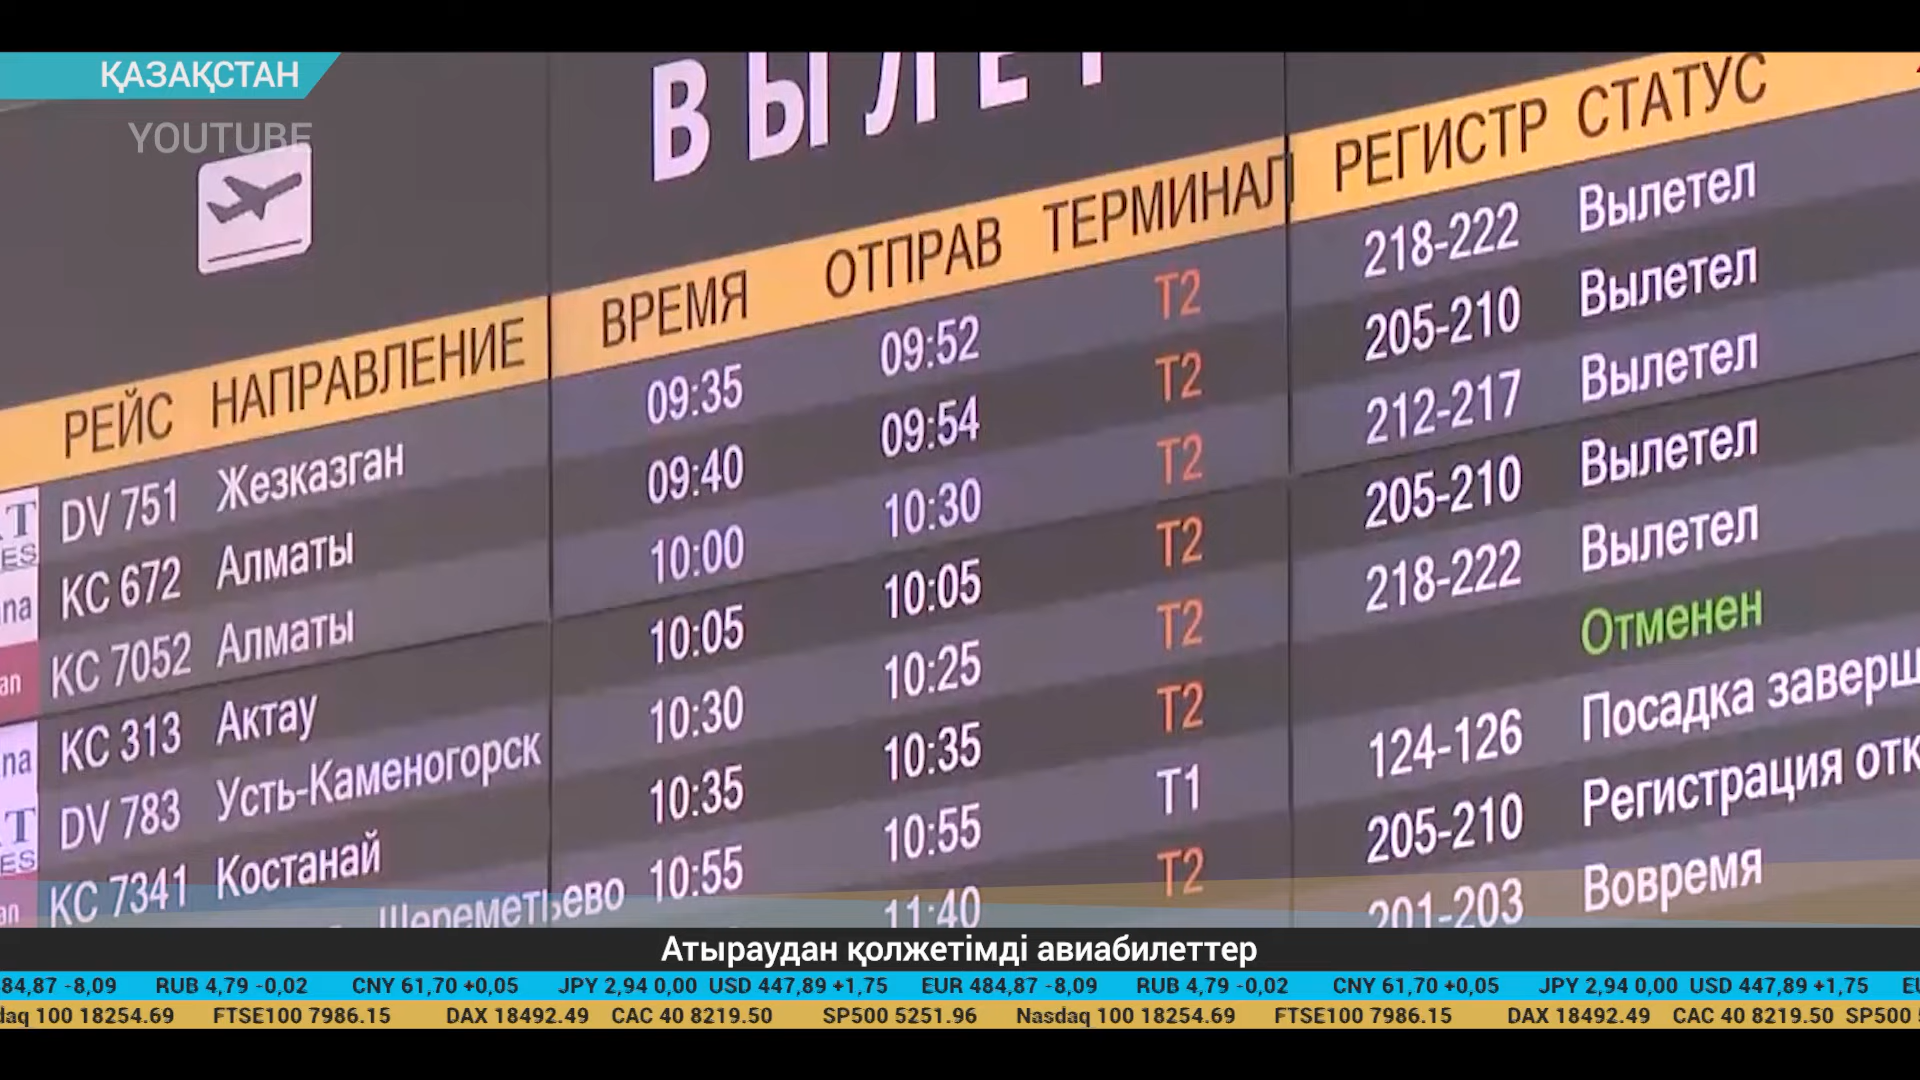 ҚАЗАҚСТАН
YOUTUBE
ВЫЛЕТ
РЕЙС НАПРАВЛЕНИЕ ВРЕМЯ ОТПРАВ ТЕРМИНАЛ РЕГИСТР СТАТУС
DV 751 Жезказган 09:35 09:52 T2 218-222 Вылетел
KC 672 Алматы 09:40 09:54 T2 205-210 Вылетел
KC 7052 Алматы 10:00 10:30 T2 212-217 Вылетел
KC 313 Актау 10:05 10:05 T2 205-210 Вылетел
DV 783 Усть-Каменогорск 10:30 10:25 T2 218-222 Вылетел
KC 7341 Костанай 10:35 10:35 T2 Отменен
Шереметьево 10:55 10:55 T1 124-126 Посадка заверш
11:40 T2 205-210 Регистрация отк
201-203 Вовремя
Атыраудан қолжетімді авиабилеттер
84,87 -8,09 RUB 4,79 -0,02 CNY 61,70 +0,05 JPY 2,94 0,00 USD 447,89 +1,75 EUR 484,87 -8,09 RUB 4,79 -0,02 CNY 61,70 +0,05 JPY 2,94 0,00 USD 447,89 +1,75
daq 100 18254.69 FTSE100 7986.15 DAX 18492.49 CAC 40 8219.50 SP500 5251.96 Nasdaq 100 18254.69 FTSE100 7986.15 DAX 18492.49 CAC 40 8219.50 SP500